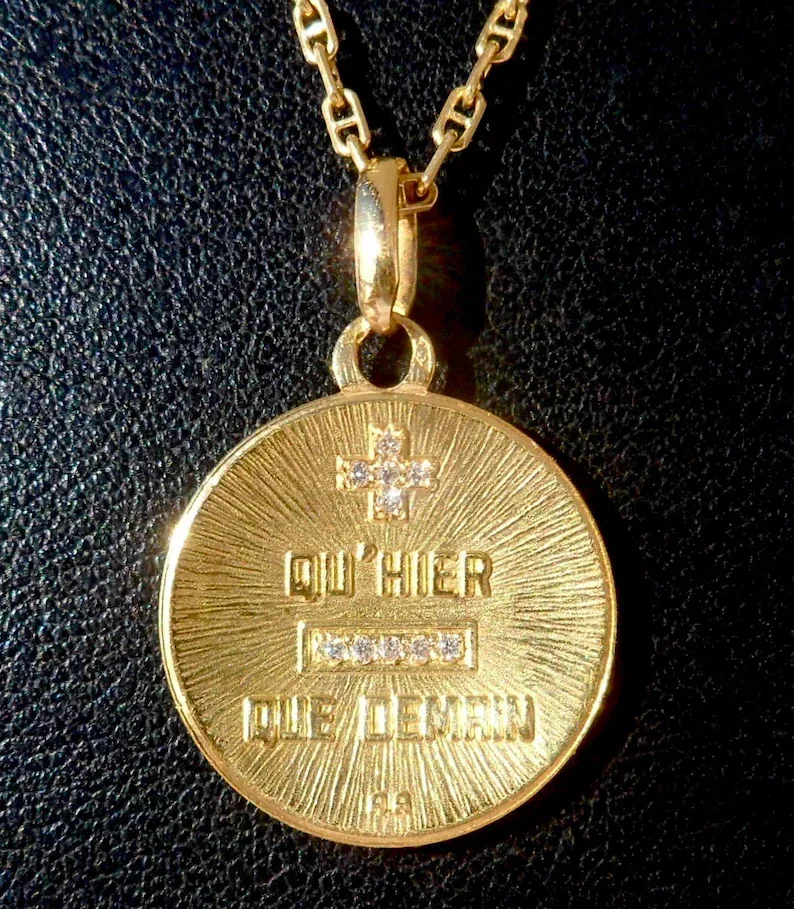 +
QU'HIER
-
QUE DEMAIN
A.A